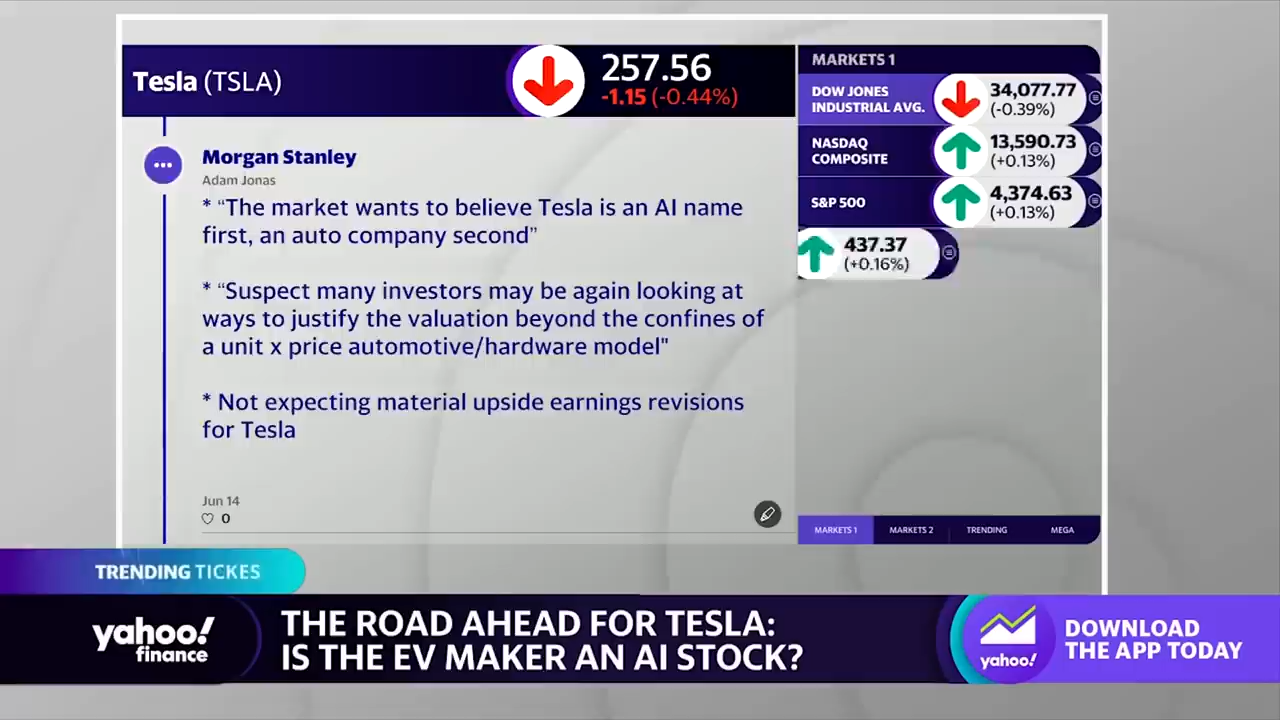 Tesla (TSLA)
257.56
-1.15 (-0.44%)
Morgan Stanley
Adam Jonas
* “The market wants to believe Tesla is an AI name
first, an auto company second”
* “Suspect many investors may be again looking at
ways to justify the valuation beyond the confines of
a unit x price automotive/hardware model"
* Not expecting material upside earnings revisions
for Tesla
Jun 14
0
MARKETS 1
DOW JONES
INDUSTRIAL AVG.
34,077.77
(-0.39%)
NASDAQ
COMPOSITE
13,590.73
(+0.13%)
S&P 500
4,374.63
(+0.13%)
437.37
(+0.16%)
MARKETS 1
MARKETS 2
TRENDING
MEGA
TRENDING TICKES
yahoo!
finance
THE ROAD AHEAD FOR TESLA:
IS THE EV MAKER AN AI STOCK?
yahoo!
DOWNLOAD
THE APP TODAY